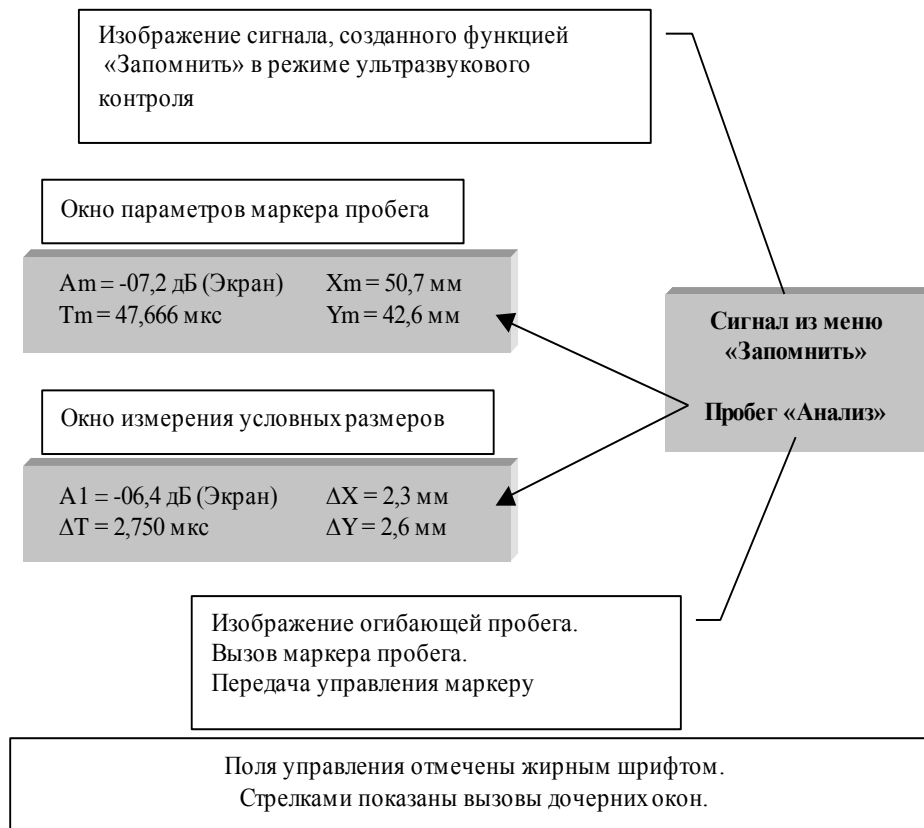 Изображение сигнала, созданного функцией
«Запомнить» в режиме ультразвукового
контроля
Окно параметров маркера пробега
Am = -07,2 дБ (Экран) Xm = 50,7 мм
Tm = 47,666 мкс Ym = 42,6 мм
Сигнал из меню
«Запомнить»
Пробег «Анализ»
Окно измерения условных размеров
A1 = -06,4 дБ (Экран) ΔX = 2,3 мм
ΔT = 2,750 мкс ΔY = 2,6 мм
Изображение огибающей пробега.
Вызов маркера пробега.
Передача управления маркеру
Поля управления отмечены жирным шрифтом.
Стрелками показаны вызовы дочерних окон.